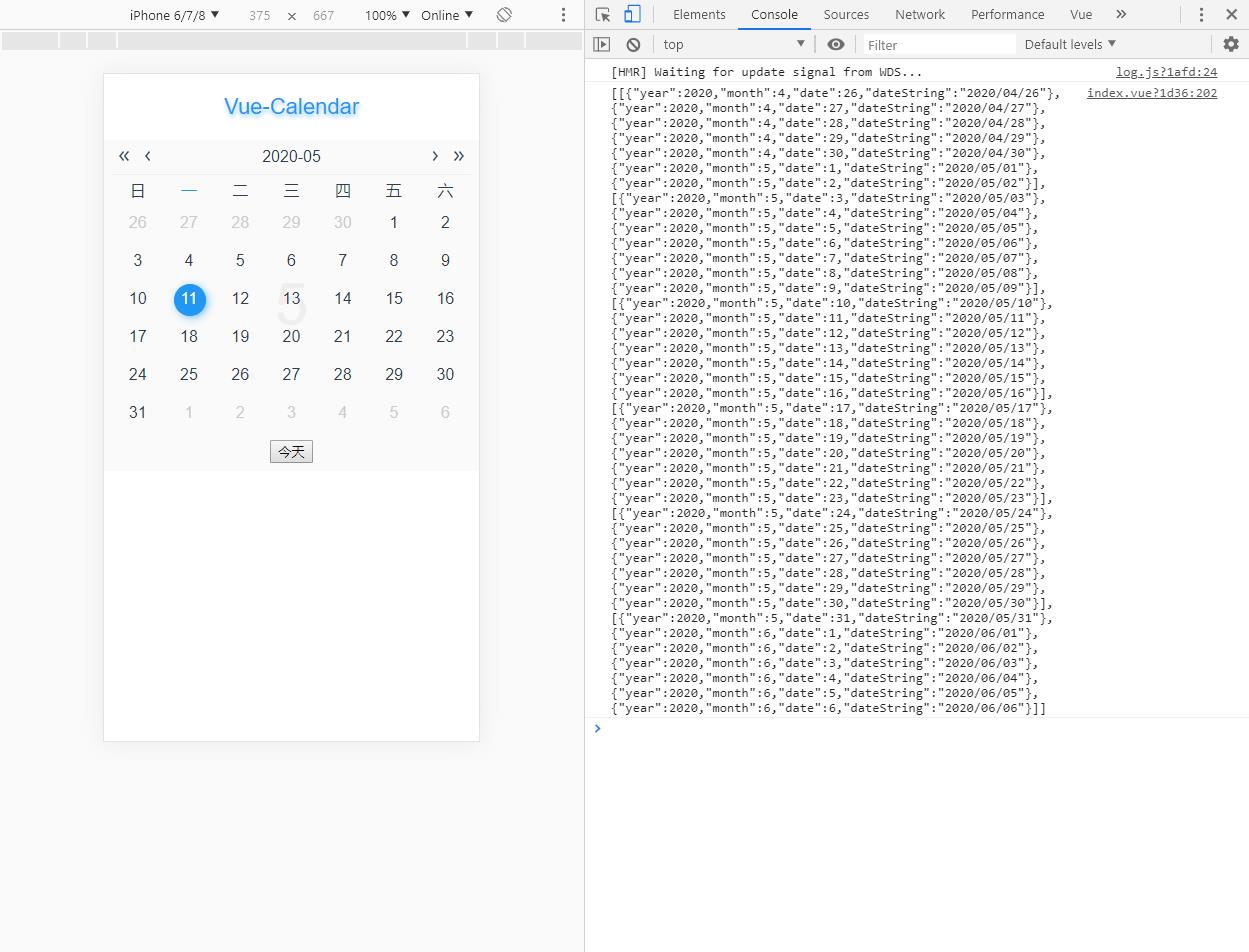 iPhone 6/7/8 ▼ 375 × 667 100% ▼ Online ▼
Vue-Calendar
« ‹ 2020-05 › »
日 一 二 三 四 五 六
26 27 28 29 30 1 2
3 4 5 6 7 8 9
10 11 12 13 14 15 16
5
17 18 19 20 21 22 23
24 25 26 27 28 29 30
31 1 2 3 4 5 6
今天
Elements Console Sources Network Performance Vue »
top ▼ Filter Default levels ▼
[HMR] Waiting for update signal from WDS... log.js?1afd:24
[[{"year":2020,"month":4,"date":26,"dateString":"2020/04/26"}, index.vue?1d36:202
{"year":2020,"month":4,"date":27,"dateString":"2020/04/27"},
{"year":2020,"month":4,"date":28,"dateString":"2020/04/28"},
{"year":2020,"month":4,"date":29,"dateString":"2020/04/29"},
{"year":2020,"month":4,"date":30,"dateString":"2020/04/30"},
{"year":2020,"month":5,"date":1,"dateString":"2020/05/01"},
{"year":2020,"month":5,"date":2,"dateString":"2020/05/02"}],
[{"year":2020,"month":5,"date":3,"dateString":"2020/05/03"},
{"year":2020,"month":5,"date":4,"dateString":"2020/05/04"},
{"year":2020,"month":5,"date":5,"dateString":"2020/05/05"},
{"year":2020,"month":5,"date":6,"dateString":"2020/05/06"},
{"year":2020,"month":5,"date":7,"dateString":"2020/05/07"},
{"year":2020,"month":5,"date":8,"dateString":"2020/05/08"},
{"year":2020,"month":5,"date":9,"dateString":"2020/05/09"}],
[{"year":2020,"month":5,"date":10,"dateString":"2020/05/10"},
{"year":2020,"month":5,"date":11,"dateString":"2020/05/11"},
{"year":2020,"month":5,"date":12,"dateString":"2020/05/12"},
{"year":2020,"month":5,"date":13,"dateString":"2020/05/13"},
{"year":2020,"month":5,"date":14,"dateString":"2020/05/14"},
{"year":2020,"month":5,"date":15,"dateString":"2020/05/15"},
{"year":2020,"month":5,"date":16,"dateString":"2020/05/16"}],
[{"year":2020,"month":5,"date":17,"dateString":"2020/05/17"},
{"year":2020,"month":5,"date":18,"dateString":"2020/05/18"},
{"year":2020,"month":5,"date":19,"dateString":"2020/05/19"},
{"year":2020,"month":5,"date":20,"dateString":"2020/05/20"},
{"year":2020,"month":5,"date":21,"dateString":"2020/05/21"},
{"year":2020,"month":5,"date":22,"dateString":"2020/05/22"},
{"year":2020,"month":5,"date":23,"dateString":"2020/05/23"}],
[{"year":2020,"month":5,"date":24,"dateString":"2020/05/24"},
{"year":2020,"month":5,"date":25,"dateString":"2020/05/25"},
{"year":2020,"month":5,"date":26,"dateString":"2020/05/26"},
{"year":2020,"month":5,"date":27,"dateString":"2020/05/27"},
{"year":2020,"month":5,"date":28,"dateString":"2020/05/28"},
{"year":2020,"month":5,"date":29,"dateString":"2020/05/29"},
{"year":2020,"month":5,"date":30,"dateString":"2020/05/30"}],
[{"year":2020,"month":5,"date":31,"dateString":"2020/05/31"},
{"year":2020,"month":6,"date":1,"dateString":"2020/06/01"},
{"year":2020,"month":6,"date":2,"dateString":"2020/06/02"},
{"year":2020,"month":6,"date":3,"dateString":"2020/06/03"},
{"year":2020,"month":6,"date":4,"dateString":"2020/06/04"},
{"year":2020,"month":6,"date":5,"dateString":"2020/06/05"},
{"year":2020,"month":6,"date":6,"dateString":"2020/06/06"}]]